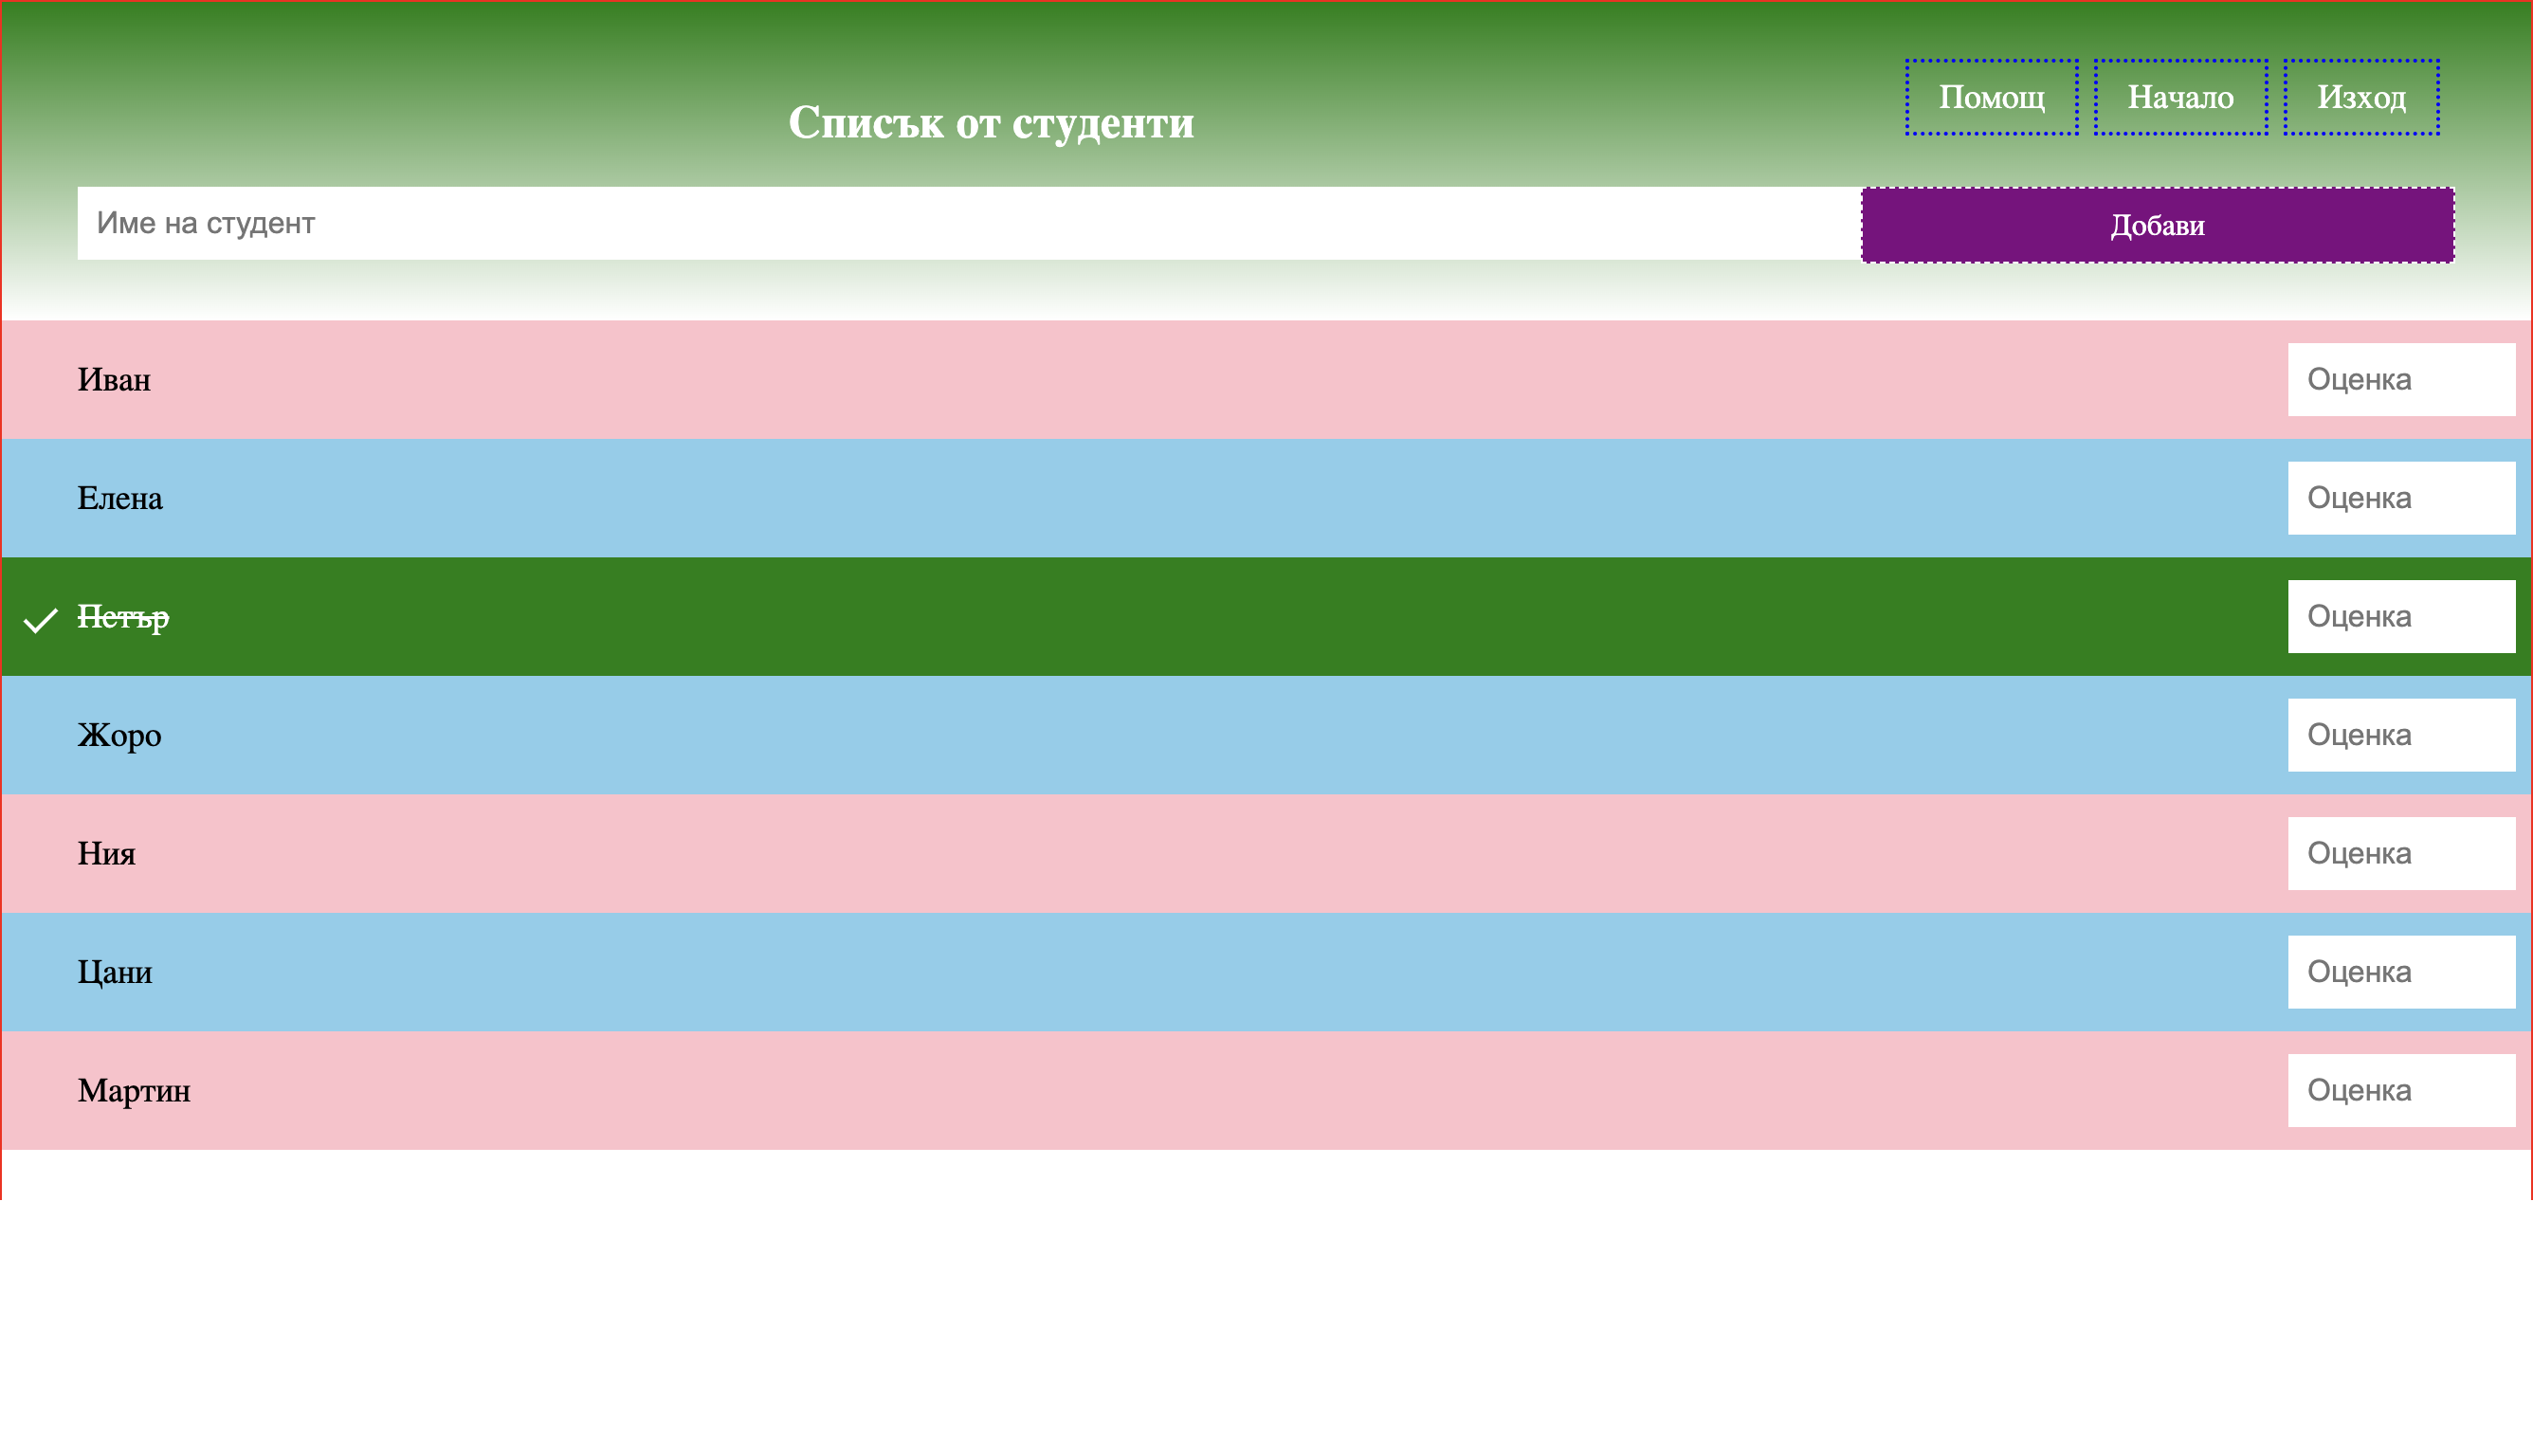 Помощ Начало Изход
Списък от студенти
Име на студент Добави
Иван Оценка
Елена Оценка
Петър Оценка
Жоро Оценка
Ния Оценка
Цани Оценка
Мартин Оценка